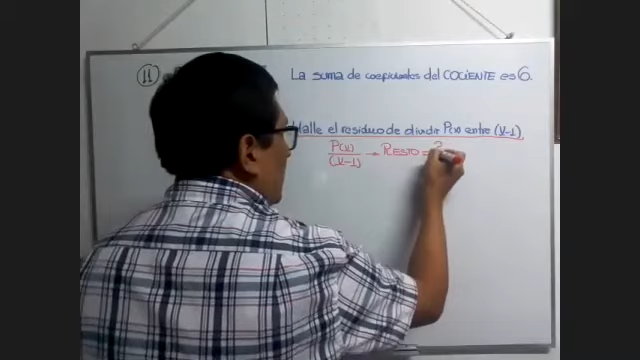 11
La suma de coeficientes del COCIENTE es 6.
Halle el residuo de dividir P(x) entre (x-1)
P(x)
(x-1) → RESTO = ?